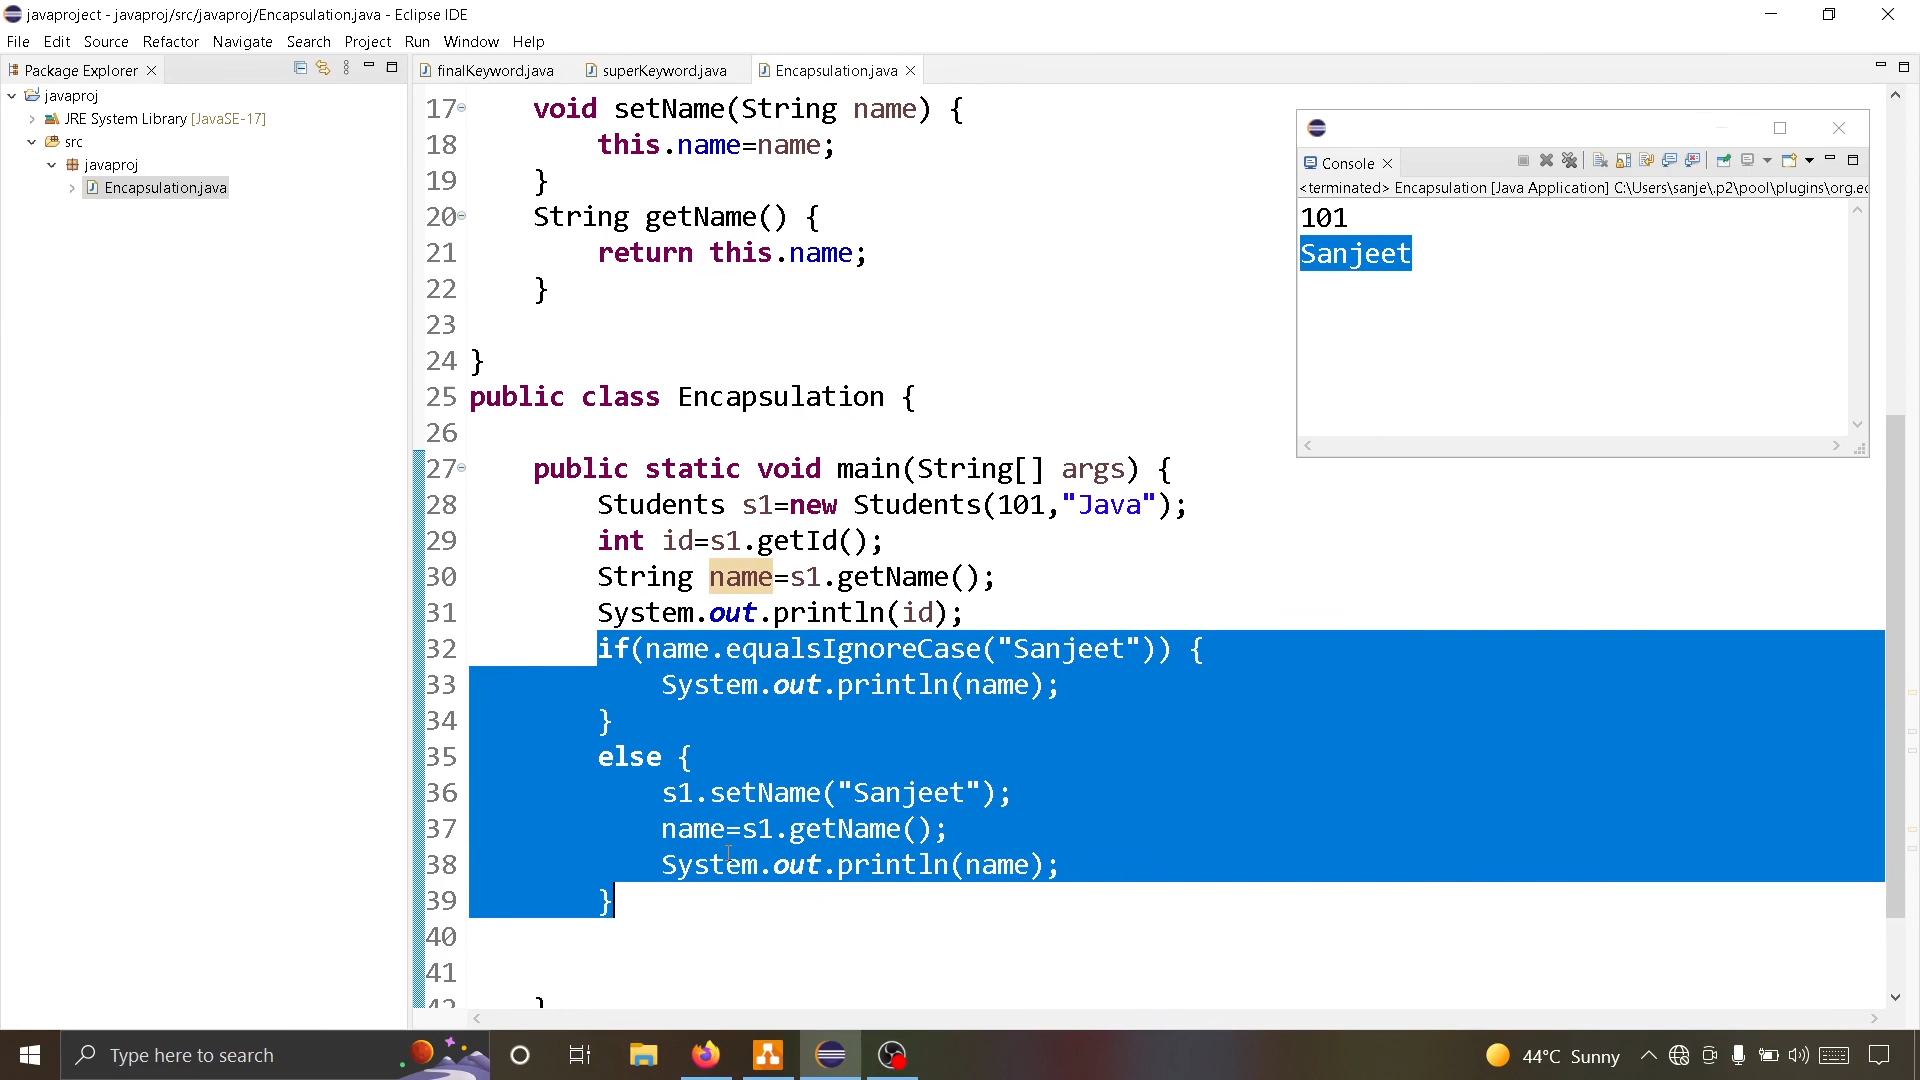 javaproject - javaproj/src/javaproj/Encapsulation.java - Eclipse IDE
File Edit Source Refactor Navigate Search Project Run Window Help
Package Explorer
javaproj
JRE System Library [JavaSE-17]
src
javaproj
Encapsulation.java
finalKeyword.java superKeyword.java Encapsulation.java
17 void setName(String name) {
18 this.name=name;
19 }
20 String getName() {
21 return this.name;
22 }
23
24 }
25 public class Encapsulation {
26
27 public static void main(String[] args) {
28 Students s1=new Students(101,"Java");
29 int id=s1.getId();
30 String name=s1.getName();
31 System.out.println(id);
32 if(name.equalsIgnoreCase("Sanjeet")) {
33 System.out.println(name);
34 }
35 else {
36 s1.setName("Sanjeet");
37 name=s1.getName();
38 System.out.println(name);
39 }
40
41
42 }
Console
<terminated> Encapsulation [Java Application] C:\Users\sanje\.p2\pool\plugins\org.ec
101
Sanjeet
Type here to search
44°C Sunny